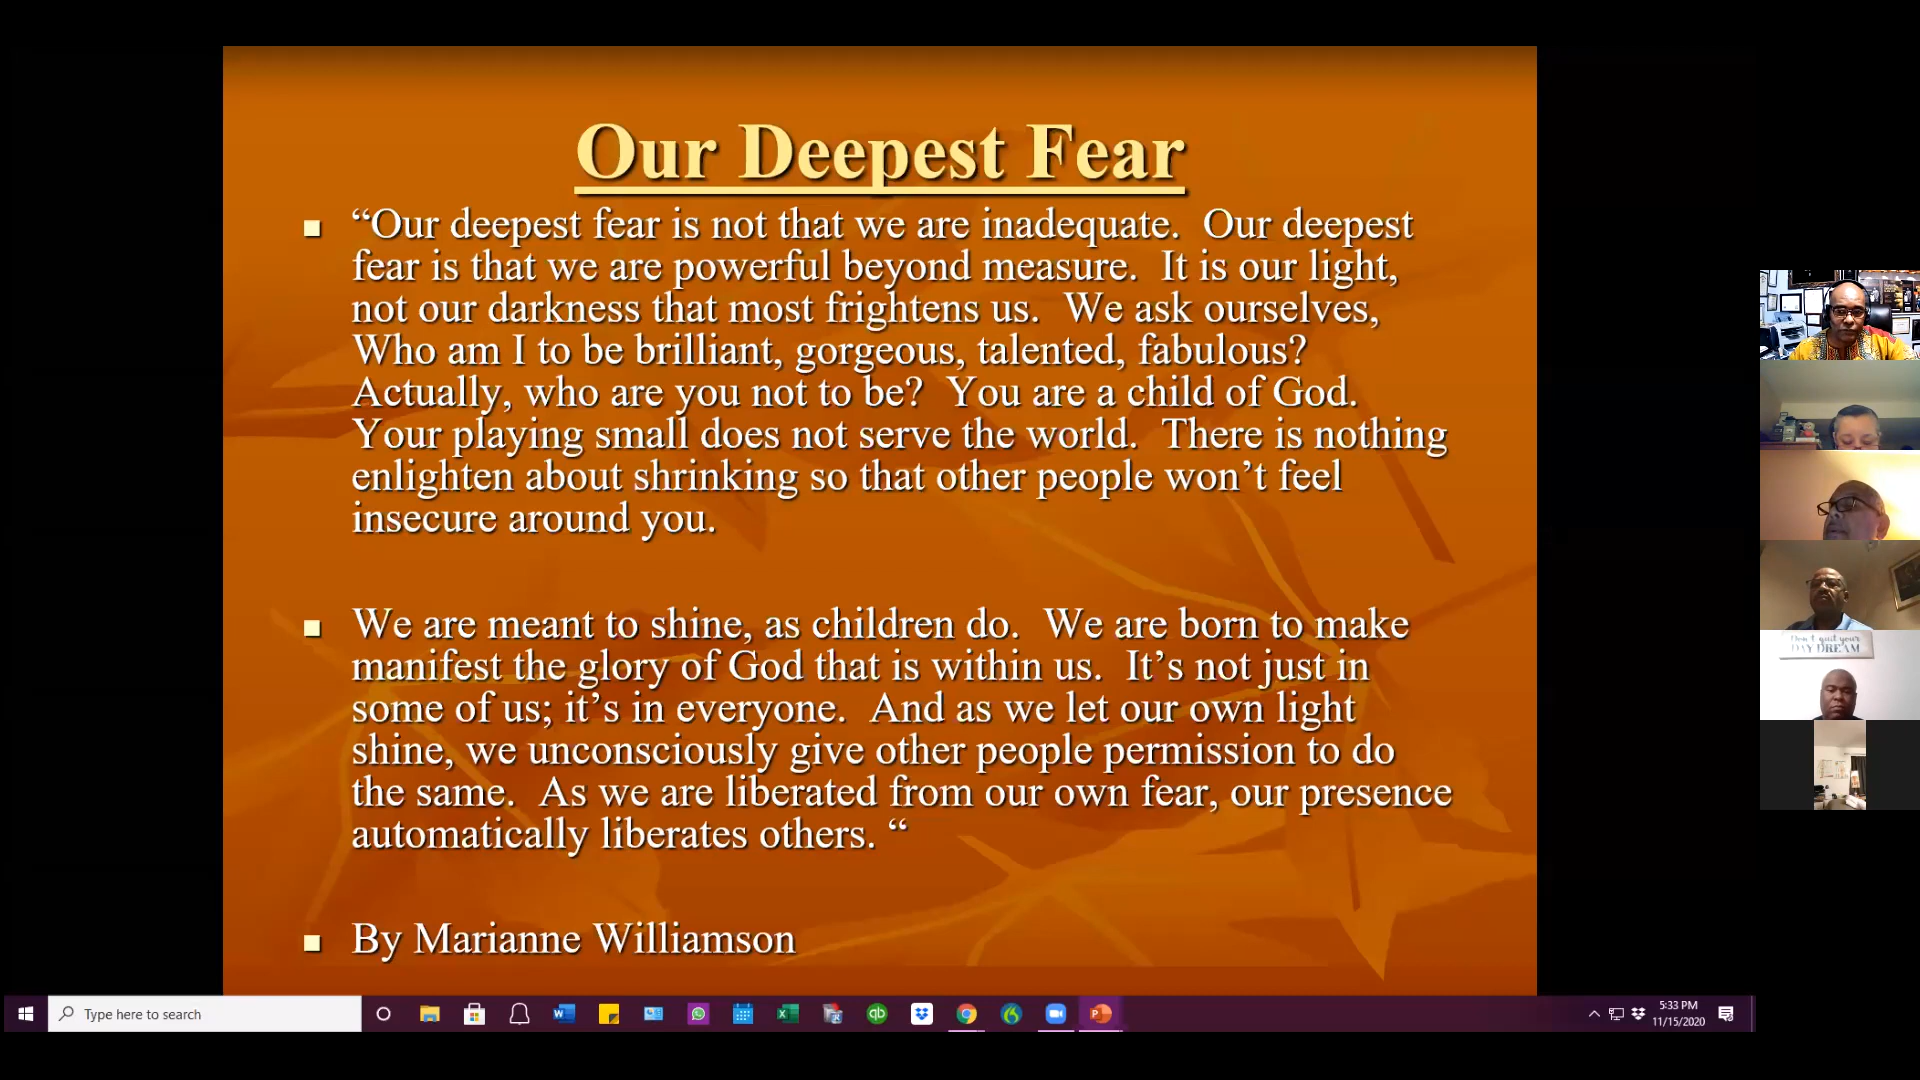 Our Deepest Fear
“Our deepest fear is not that we are inadequate.  Our deepest
fear is that we are powerful beyond measure.  It is our light,
not our darkness that most frightens us.  We ask ourselves,
Who am I to be brilliant, gorgeous, talented, fabulous?
Actually, who are you not to be?  You are a child of God.
Your playing small does not serve the world.  There is nothing
enlighten about shrinking so that other people won’t feel
insecure around you.
We are meant to shine, as children do.  We are born to make
manifest the glory of God that is within us.  It’s not just in
some of us; it’s in everyone.  And as we let our own light
shine, we unconsciously give other people permission to do
the same.  As we are liberated from our own fear, our presence
automatically liberates others. “
By Marianne Williamson
Don't quit your
DAY DREAM
Type here to search
5:33 PM
11/15/2020